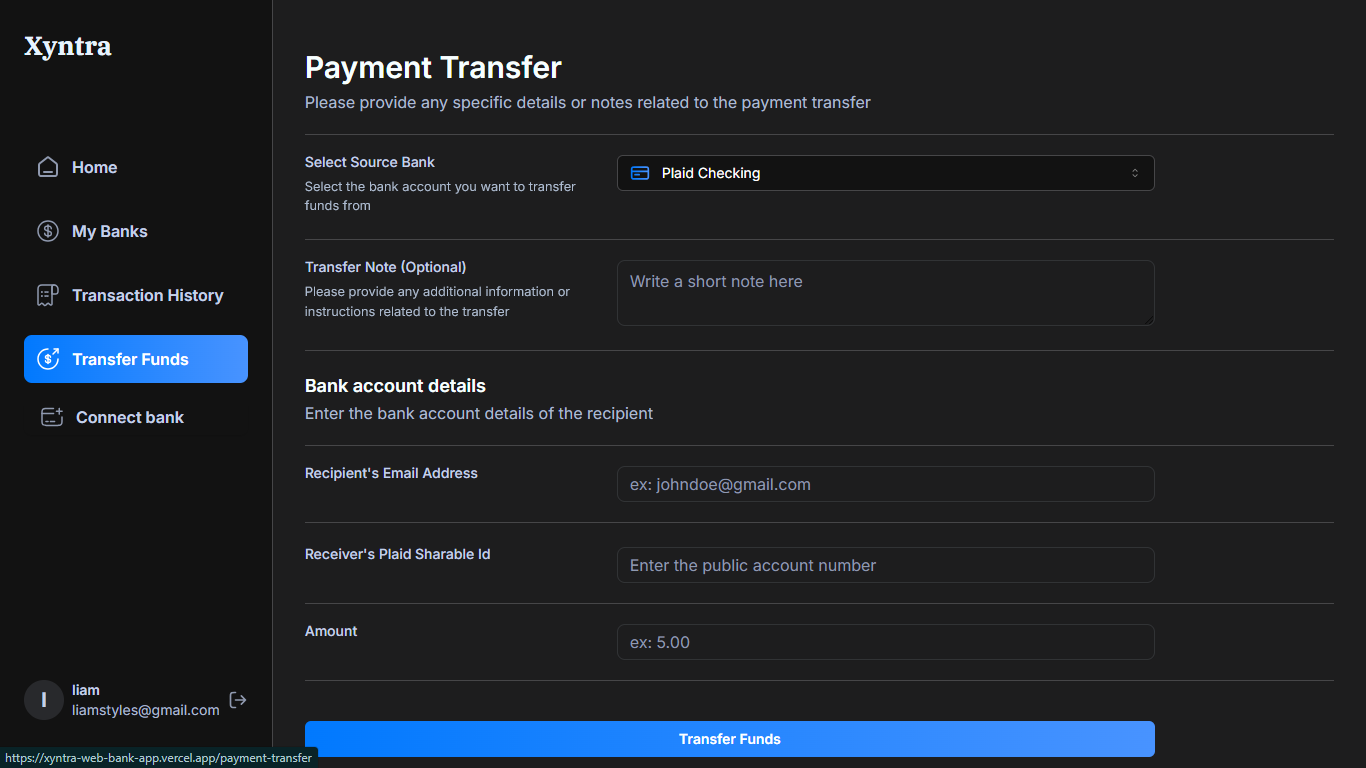 Xyntra
Home
My Banks
Transaction History
Transfer Funds
Connect bank
l
liam
liamstyles@gmail.com
https://xyntra-web-bank-app.vercel.app/payment-transfer
Payment Transfer
Please provide any specific details or notes related to the payment transfer
Select Source Bank
Select the bank account you want to transfer
funds from
Plaid Checking
Transfer Note (Optional)
Please provide any additional information or
instructions related to the transfer
Write a short note here
Bank account details
Enter the bank account details of the recipient
Recipient's Email Address
ex: johndoe@gmail.com
Receiver's Plaid Sharable Id
Enter the public account number
Amount
ex: 5.00
Transfer Funds